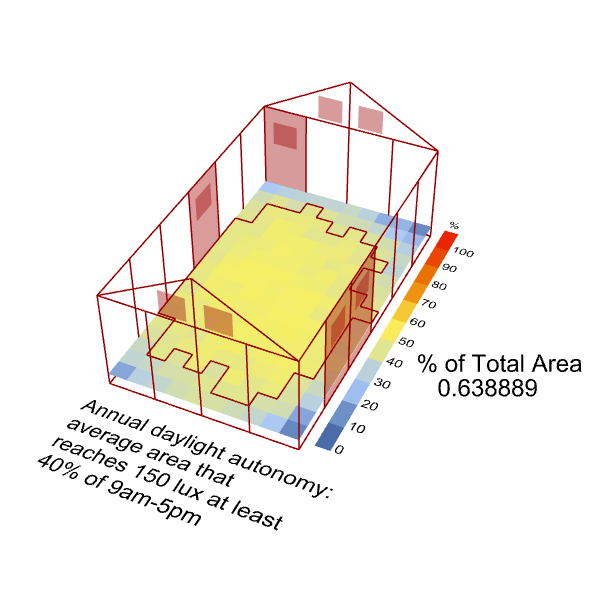 %
100
90
80
70
60
50
40
30
20
10
0
% of Total Area
0.638889
Annual daylight autonomy:
average area that
reaches 150 lux at least
40% of 9am-5pm